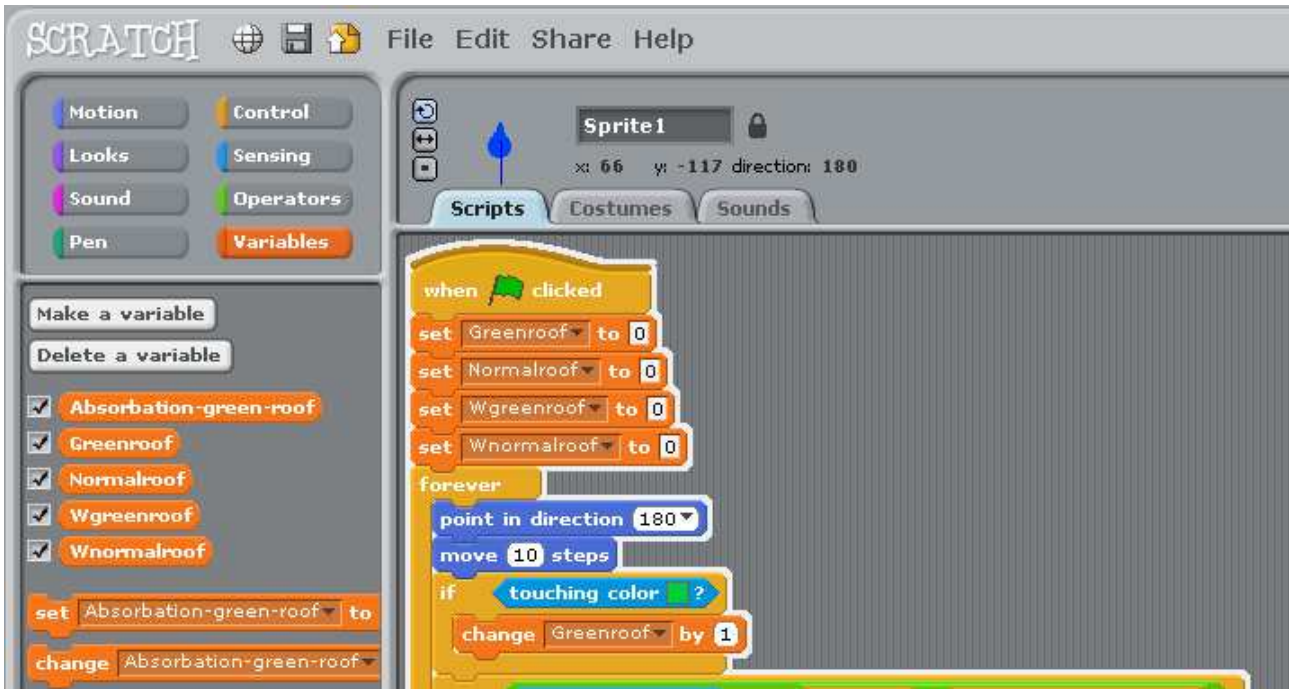 SCRATCH File Edit Share Help
Motion Control
Looks Sensing
Sound Operators
Pen Variables
Make a variable
Delete a variable
Absorbation-green-roof
Greenroof
Normalroof
Wgreenroof
Wnormalroof
set Absorbation-green-roof to
change Absorbation-green-roof
Sprite1
x: 66 y: -117 direction: 180
Scripts Costumes Sounds
when clicked
set Greenroof to 0
set Normalroof to 0
set Wgreenroof to 0
set Wnormalroof to 0
forever
point in direction 180
move 10 steps
if touching color ?
change Greenroof by 1